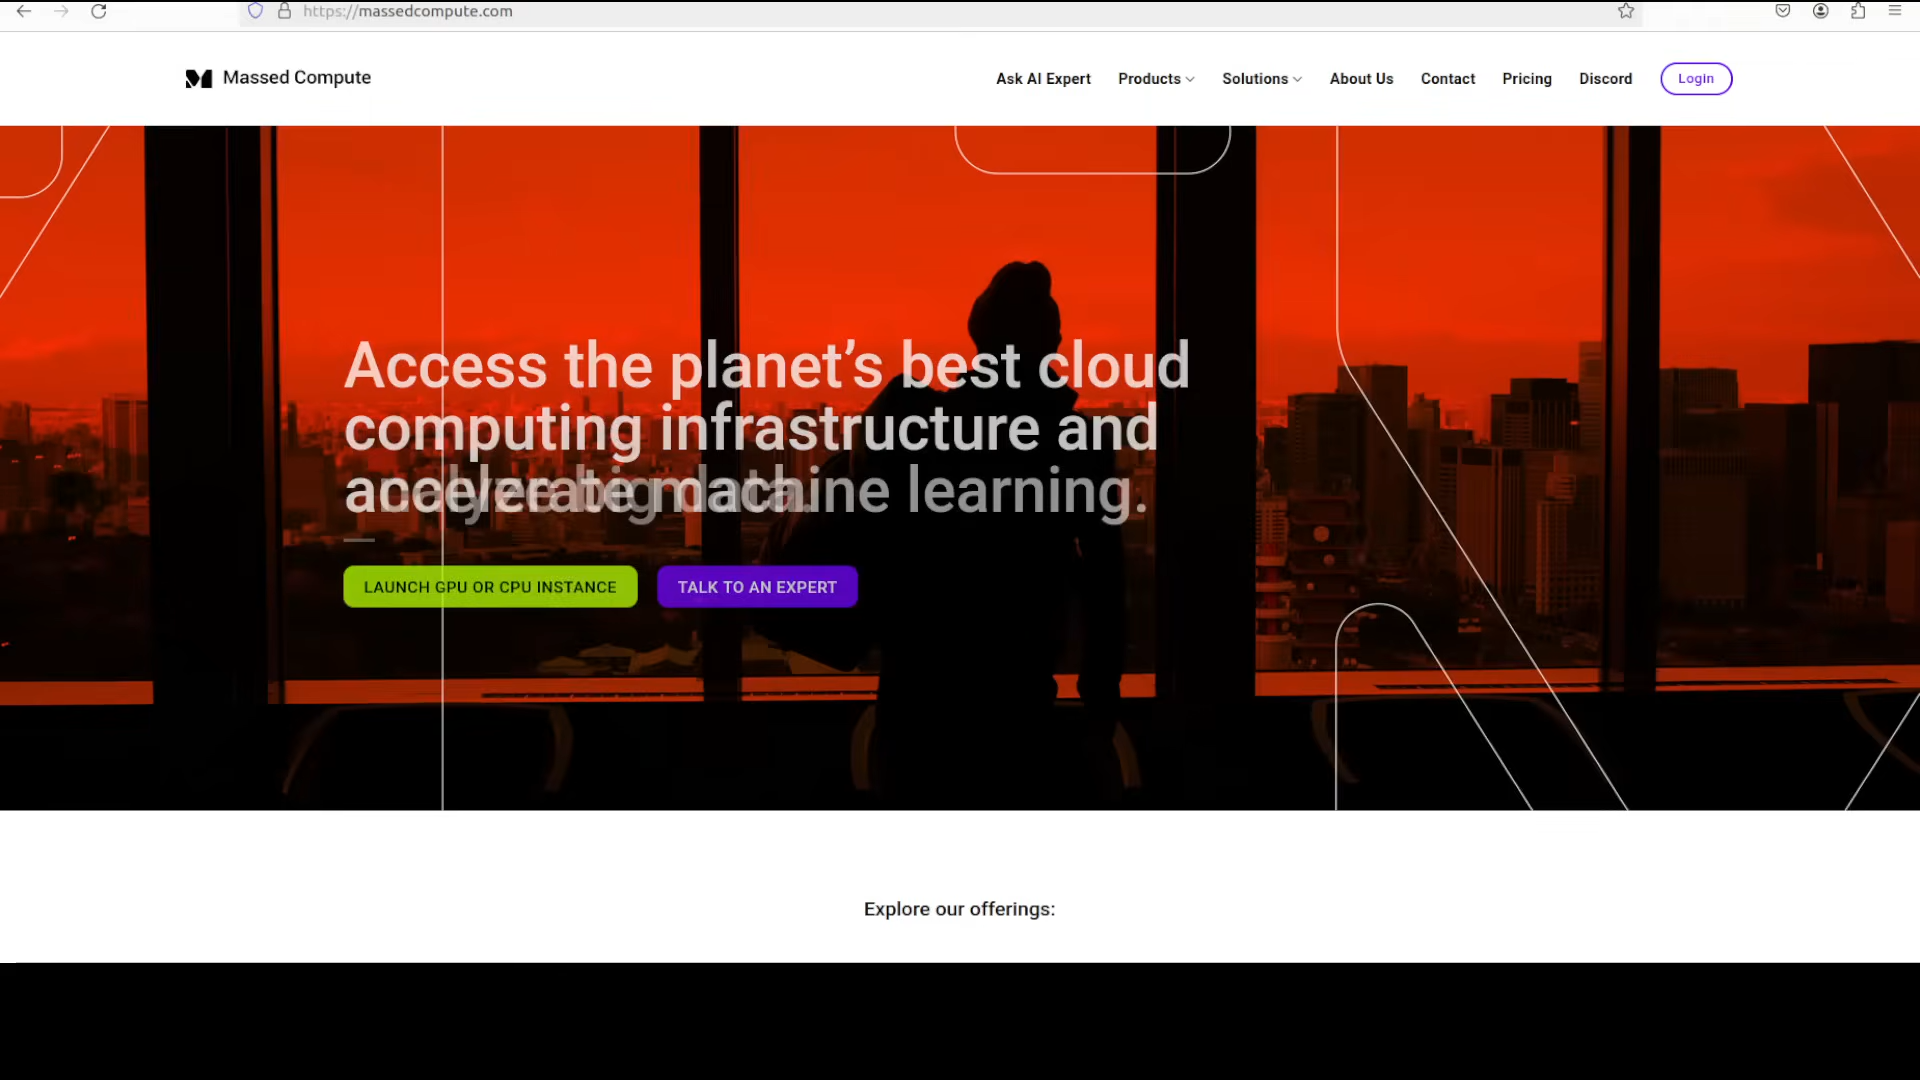 https://massedcompute.com
Massed Compute
Ask AI Expert
Products
Solutions
About Us
Contact
Pricing
Discord
Login
Access the planet's best cloud
computing infrastructure and
accelerate machine learning.
LAUNCH GPU OR CPU INSTANCE
TALK TO AN EXPERT
Explore our offerings: